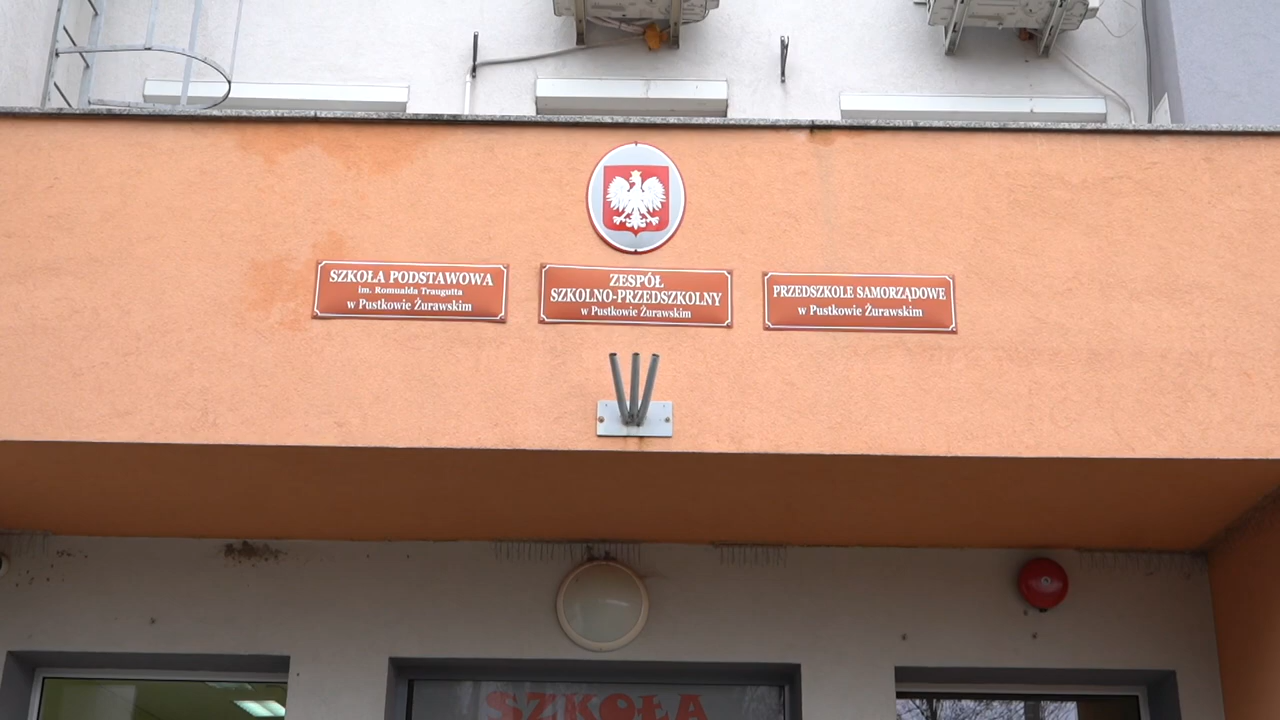 SZKOŁA PODSTAWOWA
im. Romualda Traugutta
w Pustkowie Żurawskim
ZESPÓŁ
SZKOLNO-PRZEDSZKOLNY
w Pustkowie Żurawskim
PRZEDSZKOLE SAMORZĄDOWE
w Pustkowie Żurawskim
SZKOŁA